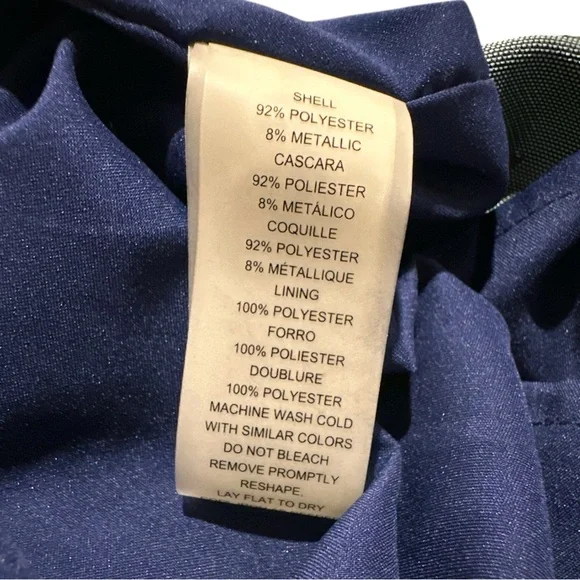 SHELL
92% POLYESTER
8% METALLIC
CASCARA
92% POLIESTER
8% METÁLICO
COQUILLE
92% POLYESTER
8% MÉTALLIQUE
LINING
100% POLYESTER
FORRO
100% POLIESTER
DOUBLURE
100% POLYESTER
MACHINE WASH COLD
WITH SIMILAR COLORS
DO NOT BLEACH
REMOVE PROMPTLY
RESHAPE.
LAY FLAT TO DRY